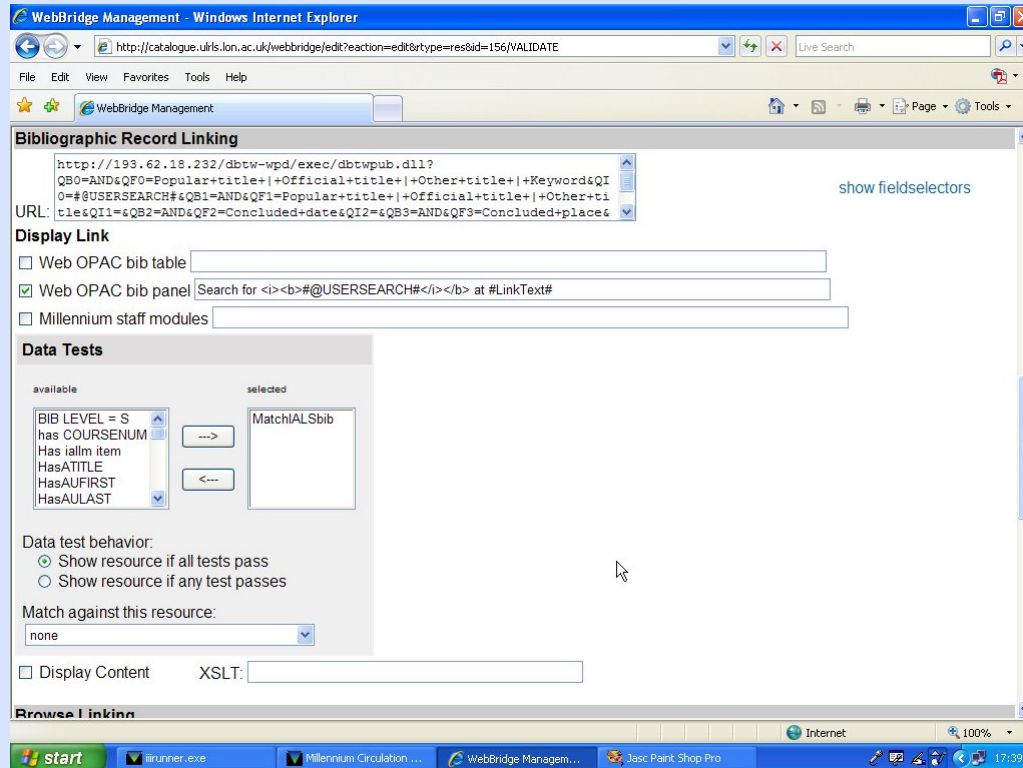 WebBridge Management - Windows Internet Explorer
http://catalogue.ulrls.lon.ac.uk/webbridge/edit?eaction=edit&rtype=res&id=156/VALIDATE
Live Search
File Edit View Favorites Tools Help
WebBridge Management
Page Tools
Bibliographic Record Linking
http://193.62.18.232/dbtw-wpd/exec/dbtwpub.dll?
QB0=AND&QF0=Popular+title+|+Official+title+|+Other+title+|+Keyword&QI
0=#@USERSEARCH#&QB1=AND&QF1=Popular+title+|+Official+title+|+Other+ti
tle&QI1=&QB2=AND&QF2=Concluded+date&QI2=&QB3=AND&QF3=Concluded+place&
show fieldselectors
URL:
Display Link
Web OPAC bib table
Web OPAC bib panel Search for <i><b>#@USERSEARCH#</i></b> at #LinkText#
Millennium staff modules
Data Tests
available selected
BIB LEVEL = S
has COURSENUM
Has iallm item
HasATITLE
HasAUFIRST
HasAULAST
--->
<---
MatchIALSbib
Data test behavior:
Show resource if all tests pass
Show resource if any test passes
Match against this resource:
none
Display Content XSLT:
Browse Linking
Internet 100%
start iiirunner.exe Millennium Circulation ... WebBridge Managem... Jasc Paint Shop Pro 17:39